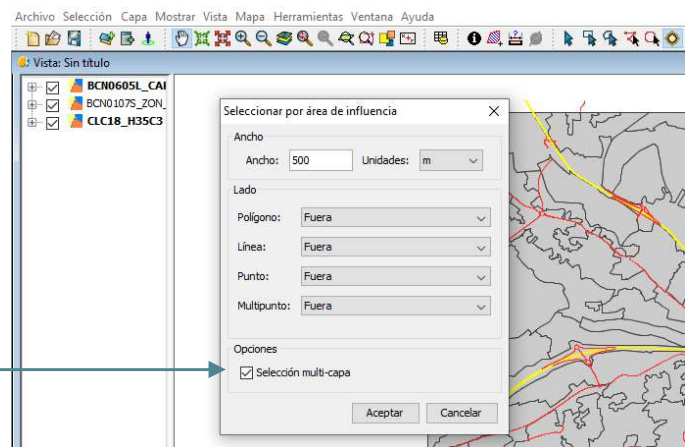 Archivo Selección Capa Mostrar Vista Mapa Herramientas Ventana Ayuda
Vista: Sin título
BCN0605L_CAI
BCN0107S_ZON_
CLC18_H35C3
Seleccionar por área de influencia
Ancho
Ancho: 500 Unidades: m
Lado
Polígono: Fuera
Línea: Fuera
Punto: Fuera
Multipunto: Fuera
Opciones
Selección multi-capa
Aceptar Cancelar